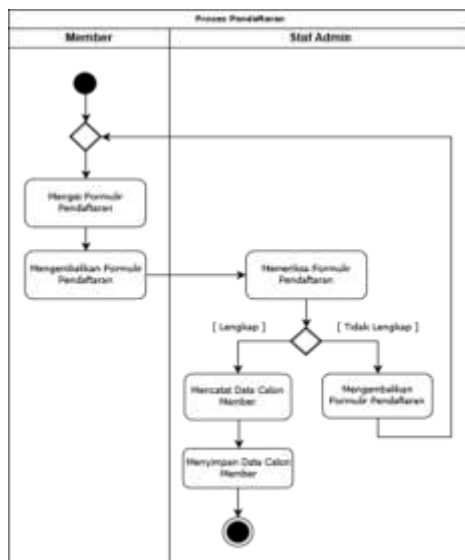 Proses Pendaftaran
Member
Staf Admin
Mengisi Formulir
Pendaftaran
Mengembalikan Formulir
Pendaftaran
Memeriksa Formulir
Pendaftaran
[ Lengkap ]
[ Tidak Lengkap ]
Mencatat Data Calon
Member
Mengembalikan
Formulir Pendaftaran
Menyimpan Data Calon
Member